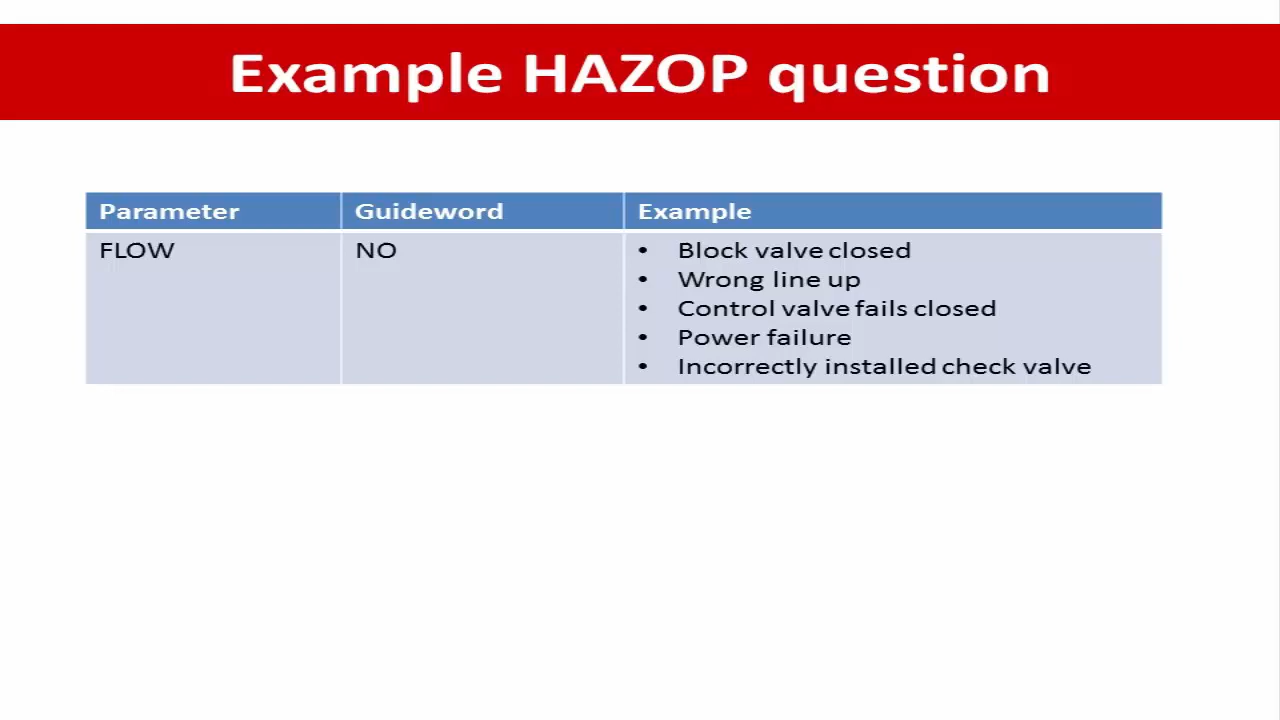 Example HAZOP question
Parameter Guideword Example
FLOW NO • Block valve closed
• Wrong line up
• Control valve fails closed
• Power failure
• Incorrectly installed check valve